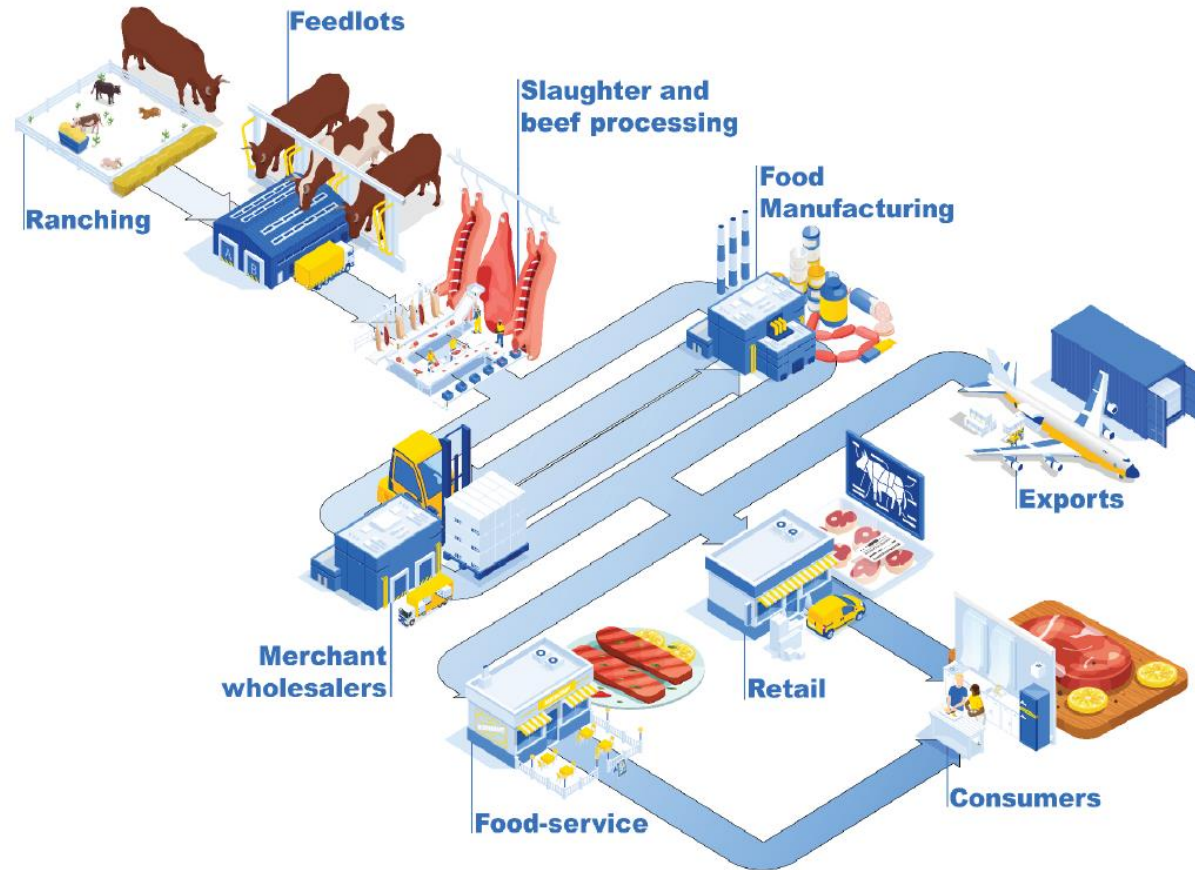 Feedlots
Slaughter and
beef processing
Ranching
Food
Manufacturing
A B
Exports
Merchant
wholesalers
Retail
Food-service
Consumers